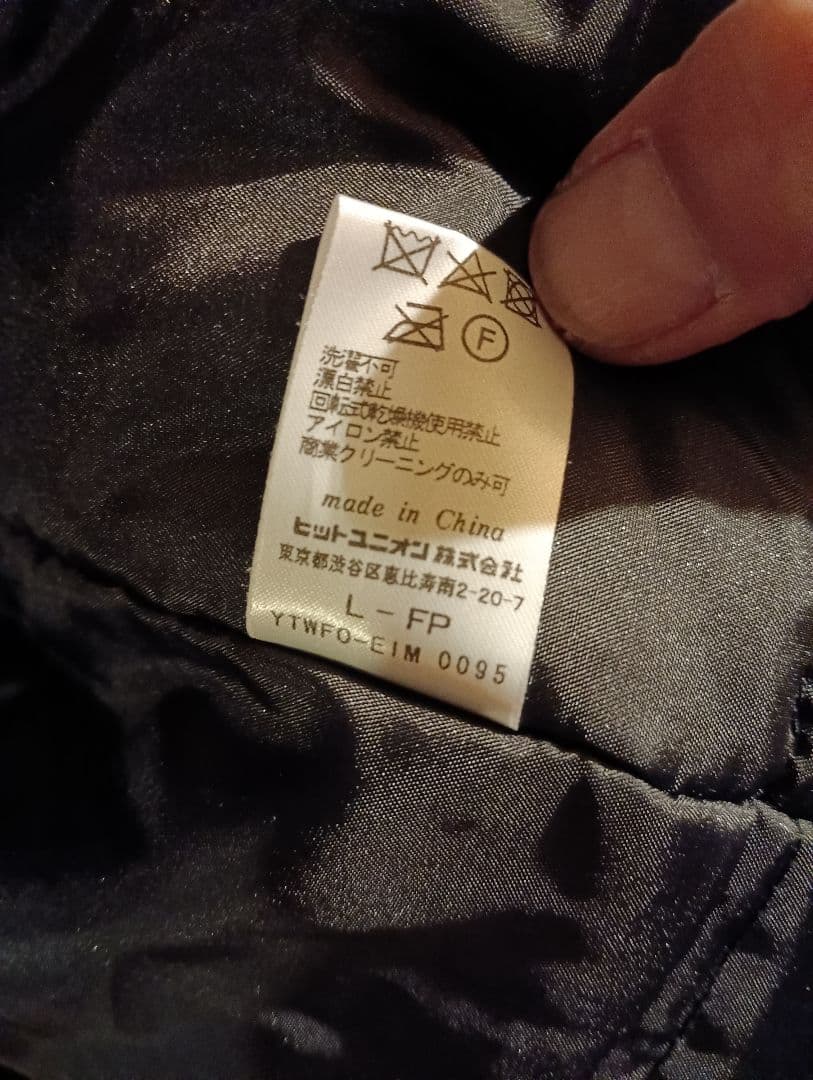 F
洗濯不可
漂白禁止
回転式乾燥機使用禁止
アイロン禁止
商業クリーニングのみ可
made in China
ヒットユニオン株式会社
東京都渋谷区恵比寿南2-20-7
L - FP
YTWFO-EIM 0095